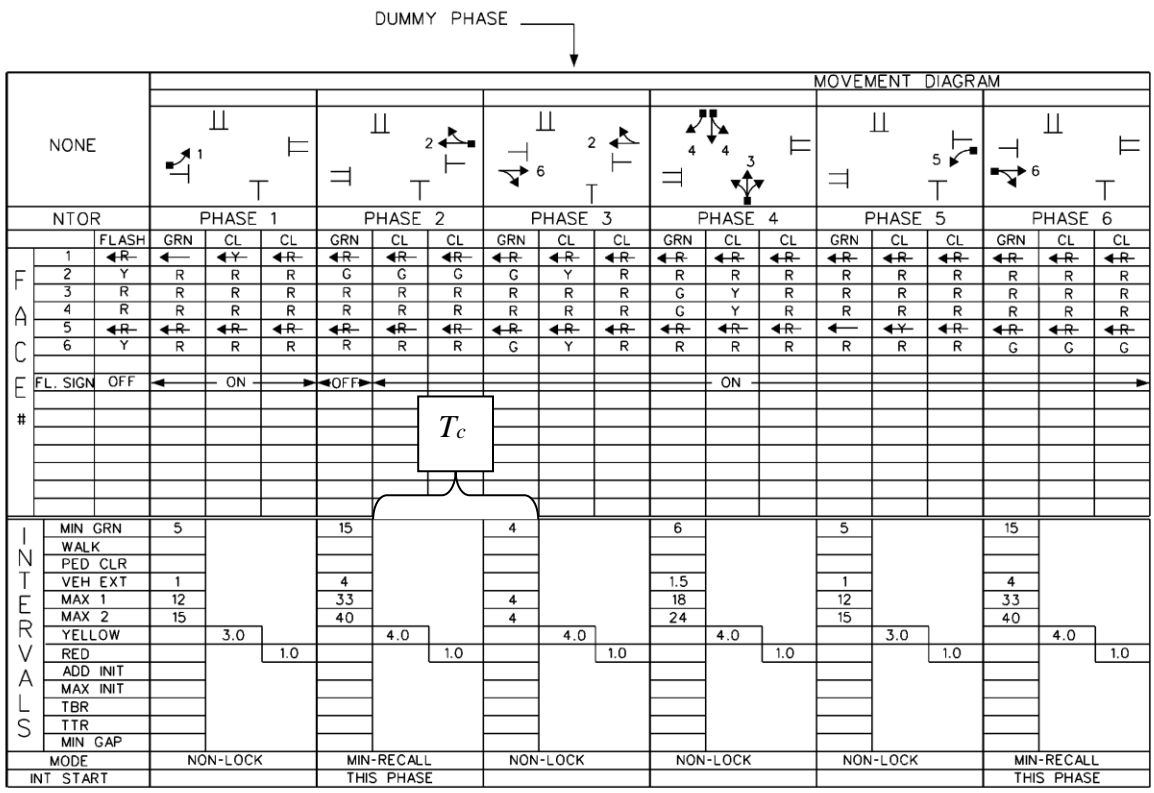 DUMMY PHASE
MOVEMENT DIAGRAM
NONE
1 2 2 6 4 4 3 5 6
NTOR PHASE 1 PHASE 2 PHASE 3 PHASE 4 PHASE 5 PHASE 6
FLASH GRN CL CL GRN CL CL GRN CL CL GRN CL CL GRN CL CL GRN CL CL
FACE #
1 R Y R R R R R R R R R R R R R R R R
2 Y R R R G G G G Y R R R R R R R R R R
3 R R R R R R R R R R G Y R R R R R R R
4 R R R R R R R R R R G Y R R R R R R R
5 R R R R R R R R R R R R R Y R R R R
6 Y R R R R R R G Y R R R R R R R G G G
FL. SIGN OFF ON OFF ON
Tc
INTERVALS
MIN GRN 5 15 4 6 5 15
WALK
PED CLR
VEH EXT 1 4 1.5 1 4
MAX 1 12 33 4 18 12 33
MAX 2 15 40 4 24 15 40
YELLOW 3.0 4.0 4.0 4.0 3.0 4.0
RED 1.0 1.0 1.0 1.0 1.0 1.0
ADD INIT
MAX INIT
TBR
TTR
MIN GAP
MODE NON-LOCK MIN-RECALL NON-LOCK NON-LOCK NON-LOCK MIN-RECALL
INT START THIS PHASE THIS PHASE